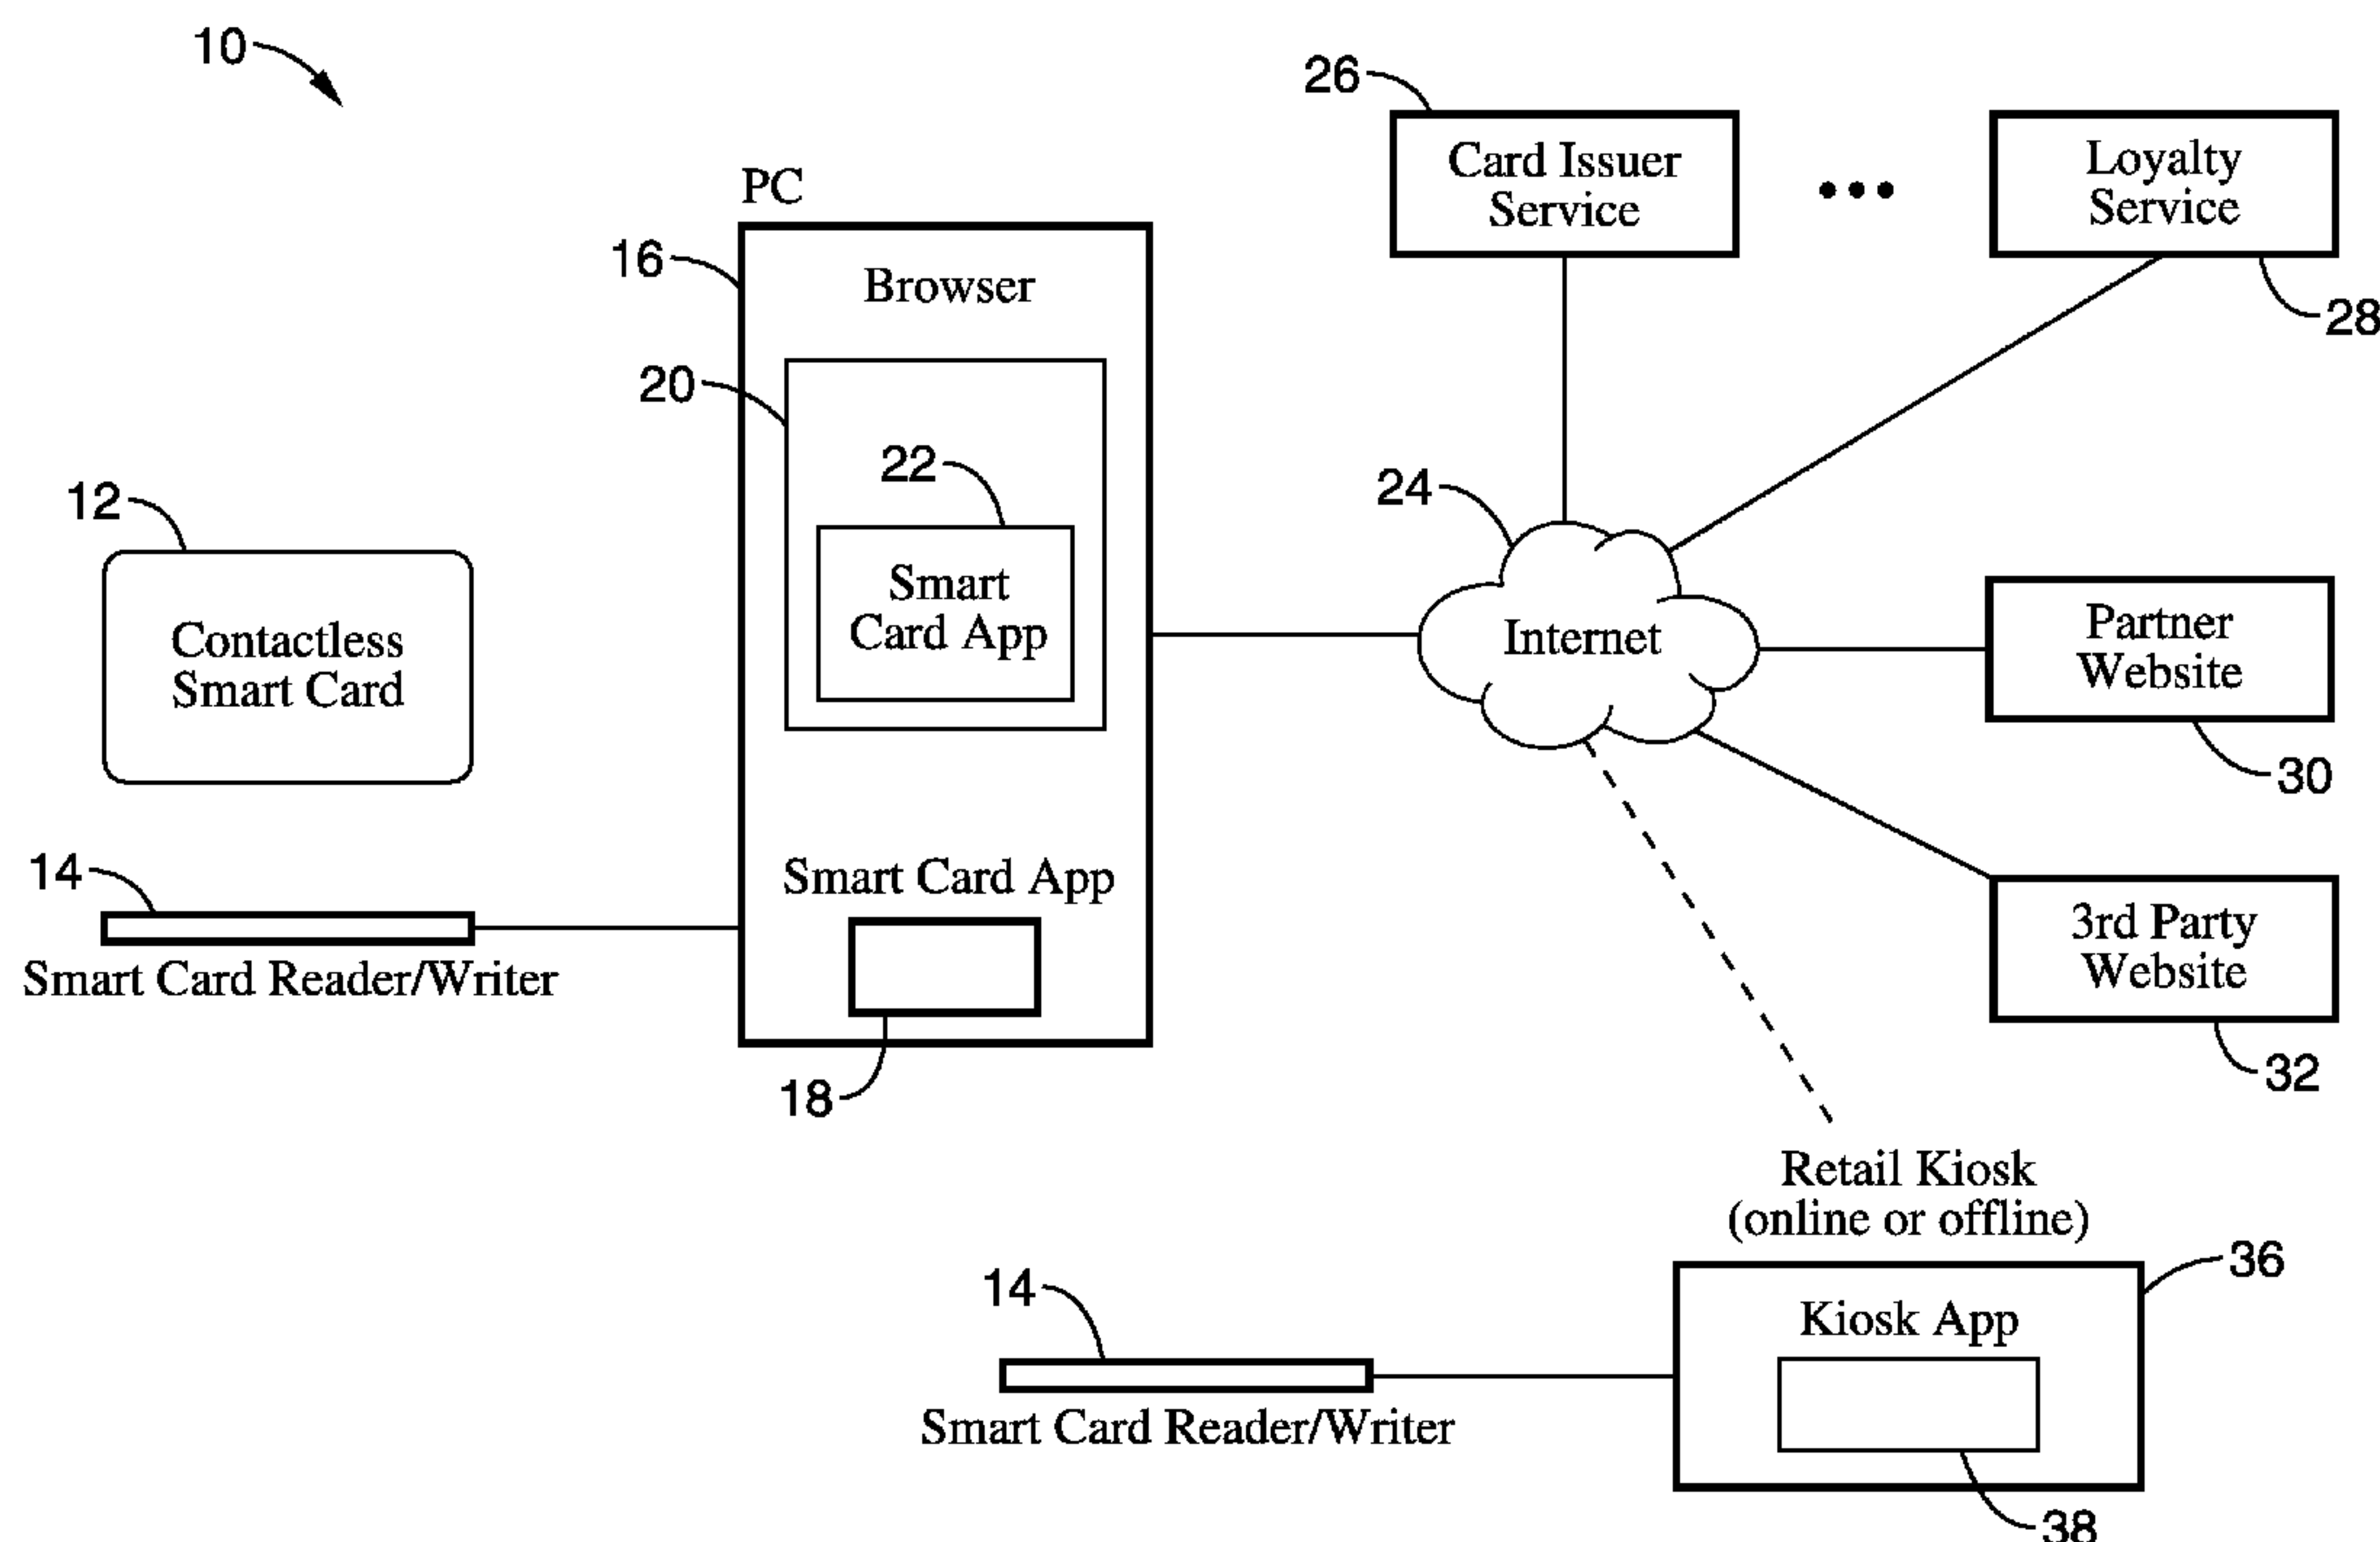 10
26
Card Issuer
Service
Loyalty
Service
28
PC
16
Browser
20
22
Smart
Card App
12
Contactless
Smart Card
24
Internet
Partner
Website
30
14
Smart Card Reader/Writer
Smart Card App
18
3rd Party
Website
32
Retail Kiosk
(online or offline)
36
14
Smart Card Reader/Writer
Kiosk App
38